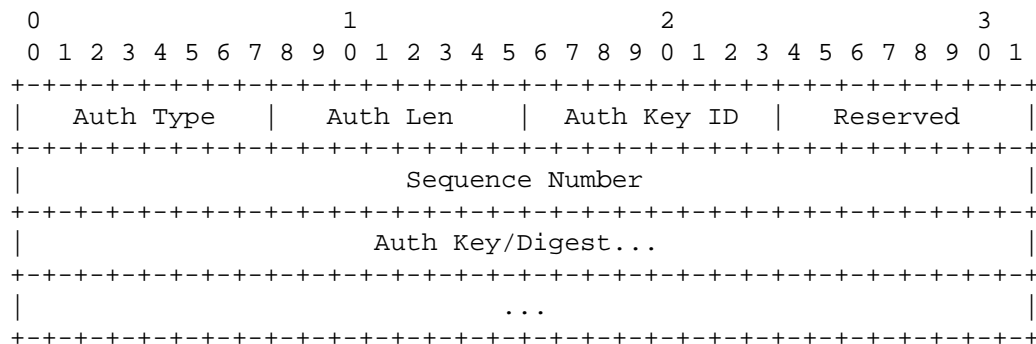 0                   1                   2                   3
 0 1 2 3 4 5 6 7 8 9 0 1 2 3 4 5 6 7 8 9 0 1 2 3 4 5 6 7 8 9 0 1
+-+-+-+-+-+-+-+-+-+-+-+-+-+-+-+-+-+-+-+-+-+-+-+-+-+-+-+-+-+-+-+-+
|   Auth Type   |   Auth Len    |  Auth Key ID  |   Reserved    |
+-+-+-+-+-+-+-+-+-+-+-+-+-+-+-+-+-+-+-+-+-+-+-+-+-+-+-+-+-+-+-+-+
|                        Sequence Number                        |
+-+-+-+-+-+-+-+-+-+-+-+-+-+-+-+-+-+-+-+-+-+-+-+-+-+-+-+-+-+-+-+-+
|                      Auth Key/Digest...                       |
+-+-+-+-+-+-+-+-+-+-+-+-+-+-+-+-+-+-+-+-+-+-+-+-+-+-+-+-+-+-+-+-+
|                              ...                              |
+-+-+-+-+-+-+-+-+-+-+-+-+-+-+-+-+-+-+-+-+-+-+-+-+-+-+-+-+-+-+-+-+